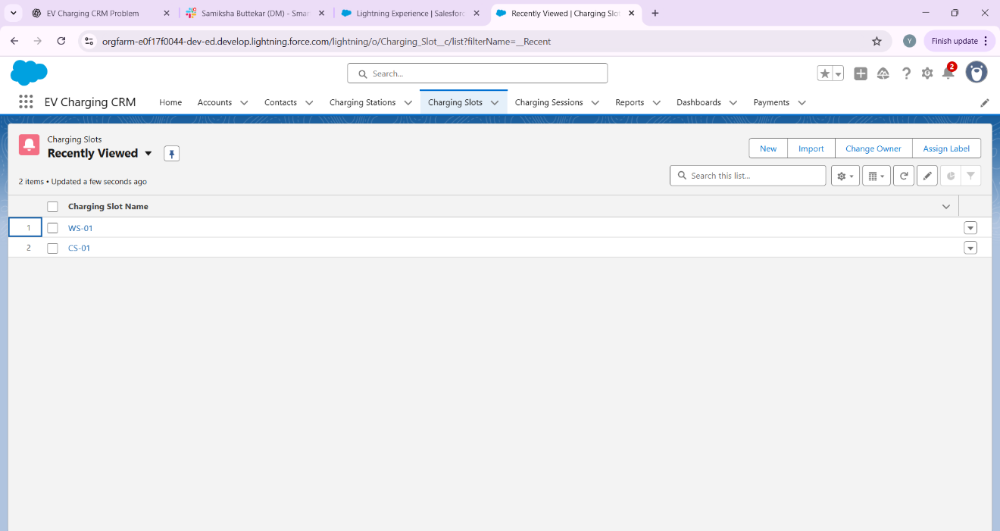 EV Charging CRM Problem
Samiksha Buttekar (DM) - Smar
Lightning Experience | Salesforc
Recently Viewed | Charging Slot
orgfarm-e0f17f0044-dev-ed.develop.lightning.force.com/lightning/o/Charging_Slot__c/list?filterName=__Recent
Y
Finish update
Search...
2
EV Charging CRM
Home
Accounts
Contacts
Charging Stations
Charging Slots
Charging Sessions
Reports
Dashboards
Payments
Charging Slots
Recently Viewed
New
Import
Change Owner
Assign Label
2 items • Updated a few seconds ago
Search this list...
Charging Slot Name
1 WS-01
2 CS-01